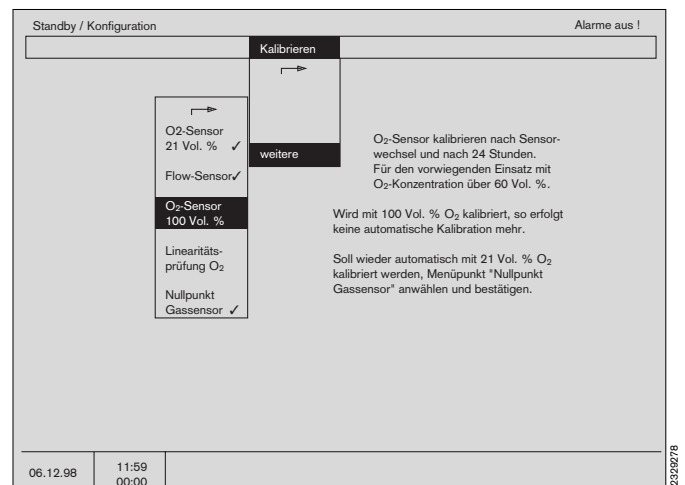 Standby / Konfiguration
Alarme aus !
Kalibrieren
O2-Sensor
21 Vol. % ✓
Flow-Sensor✓
O₂-Sensor
100 Vol. %
Linearitäts-
prüfung O₂
Nullpunkt
Gassensor ✓
weitere
O₂-Sensor kalibrieren nach Sensor-
wechsel und nach 24 Stunden.
Für den vorwiegenden Einsatz mit
O₂-Konzentration über 60 Vol. %.
Wird mit 100 Vol. % O₂ kalibriert, so erfolgt
keine automatische Kalibration mehr.
Soll wieder automatisch mit 21 Vol. % O₂
kalibriert werden, Menüpunkt "Nullpunkt
Gassensor" anwählen und bestätigen.
06.12.98
11:59
00:00
2329278